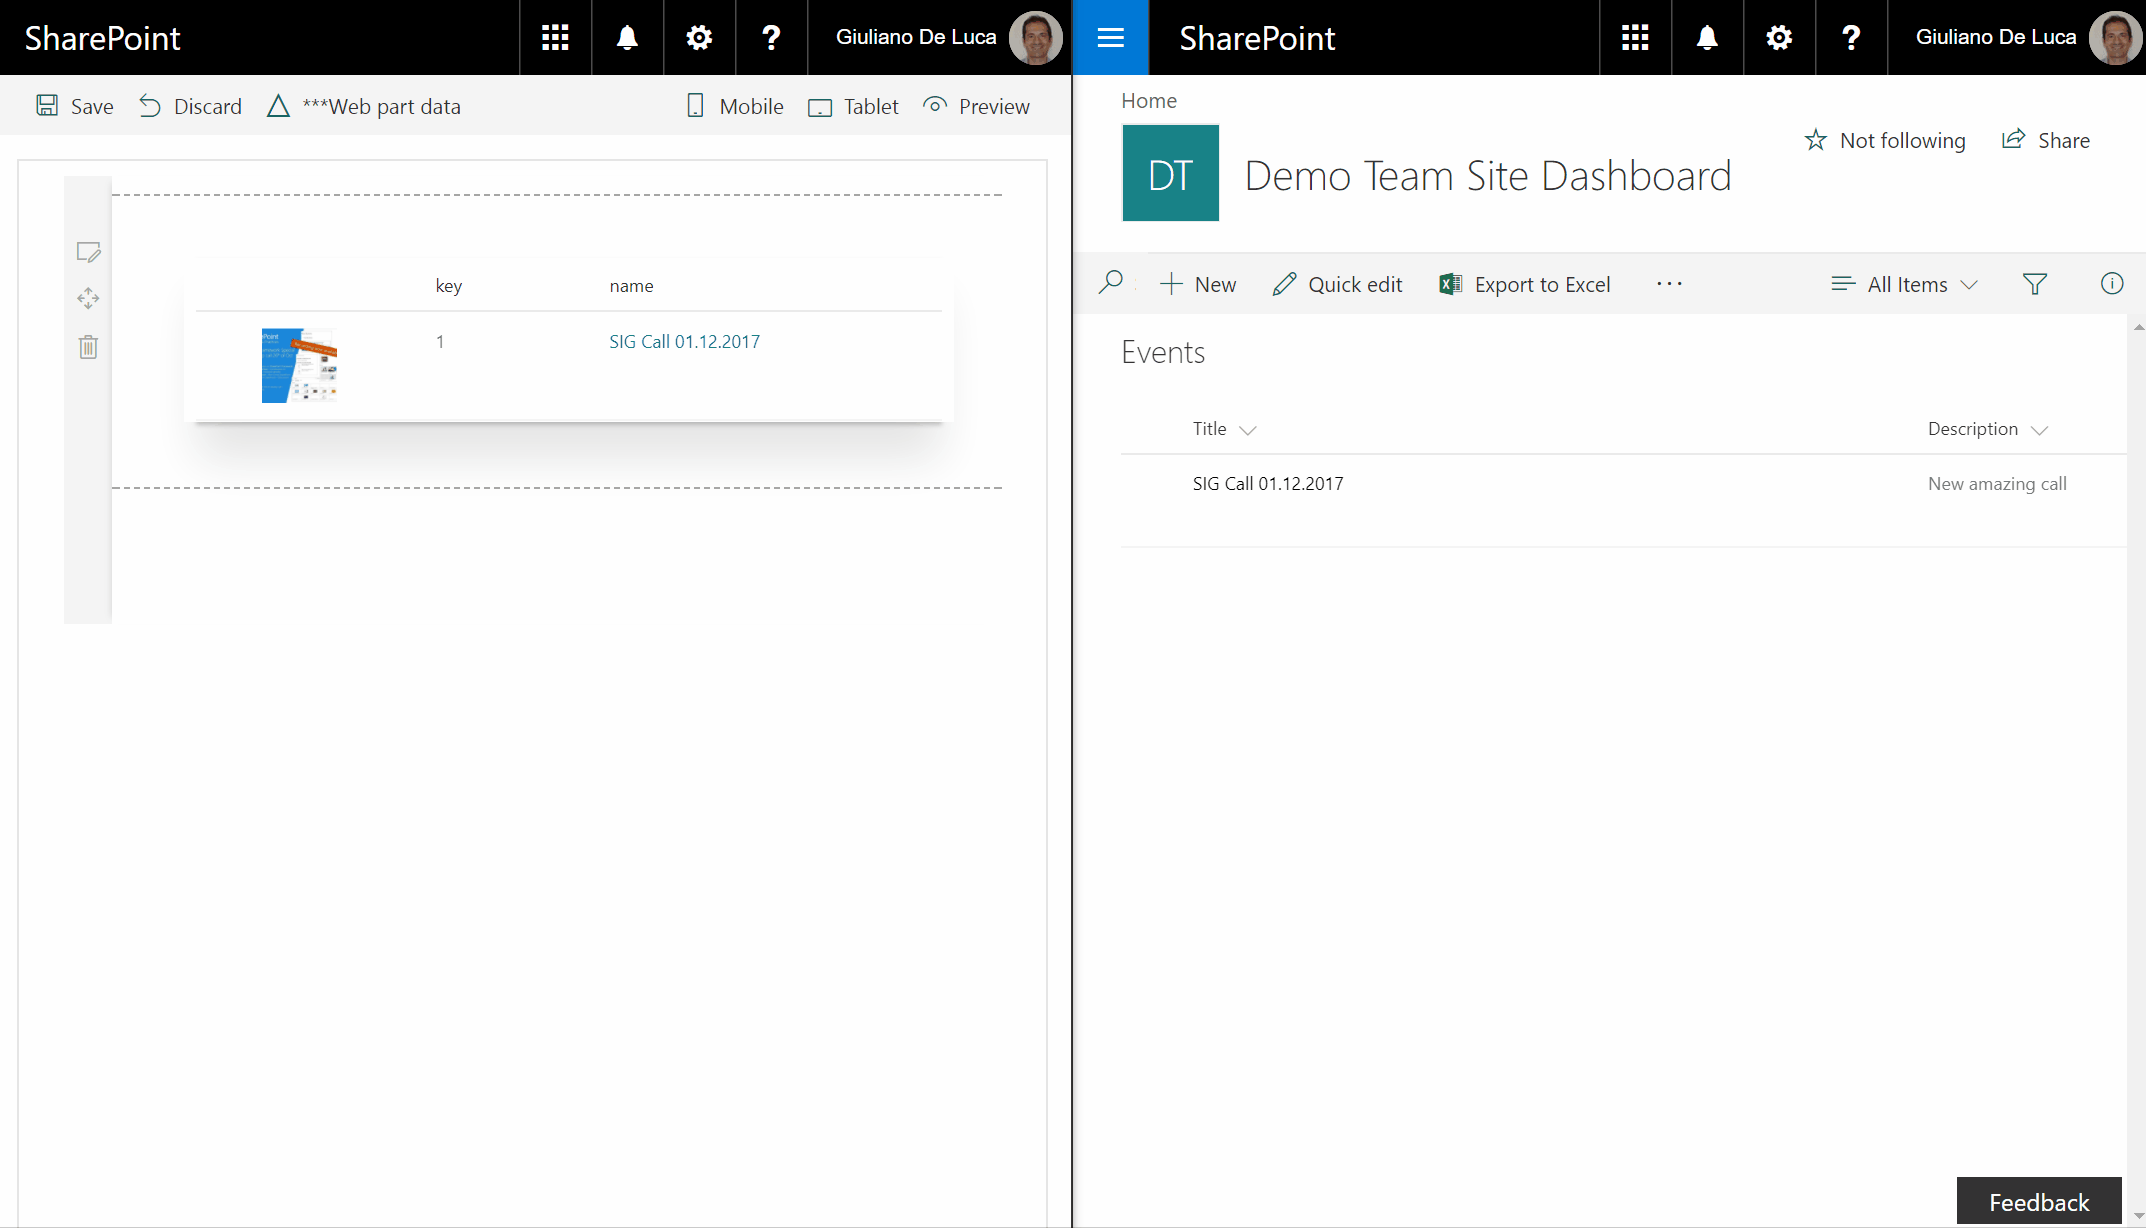 SharePoint
? Giuliano De Luca
Save Discard ***Web part data Mobile Tablet Preview
key name
1 SIG Call 01.12.2017
SharePoint
? Giuliano De Luca
Home
Not following Share
DT Demo Team Site Dashboard
New Quick edit Export to Excel ... All Items
Events
Title Description
SIG Call 01.12.2017 New amazing call
Feedback